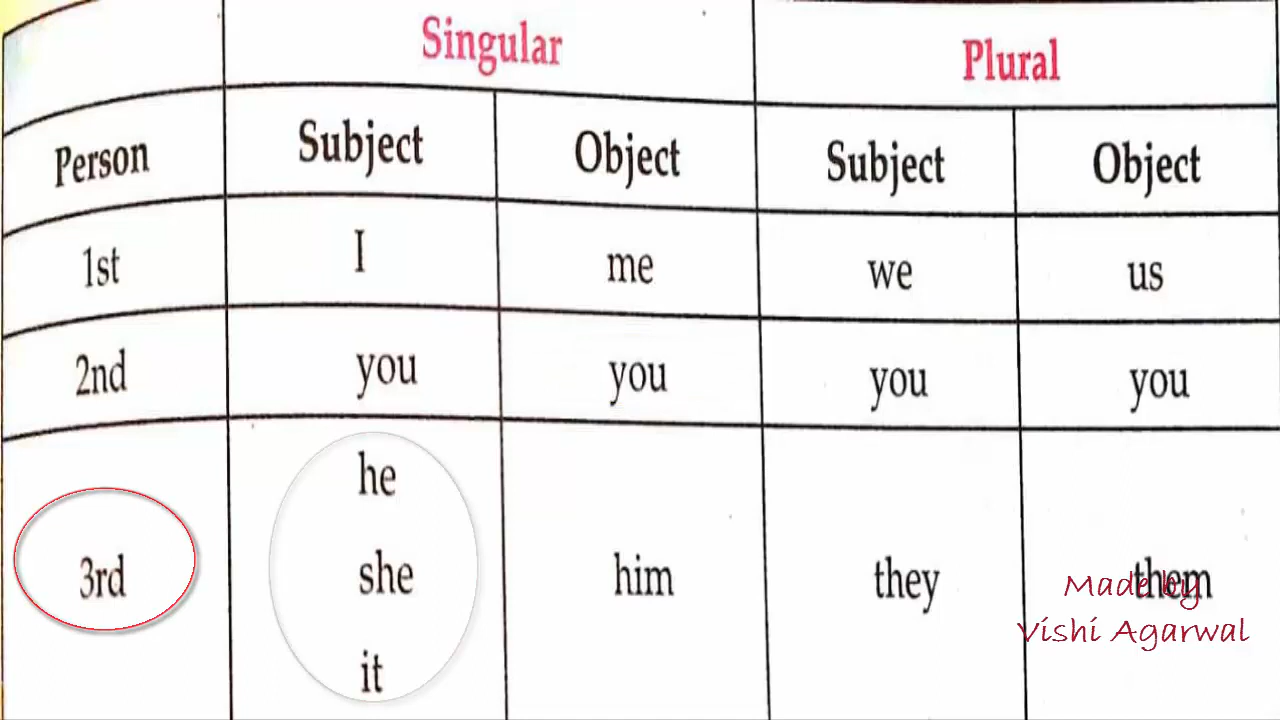 Singular Plural
Person Subject Object Subject Object
1st I me we us
2nd you you you you
he
3rd she him they them
it
Made by
Vishi Agarwal